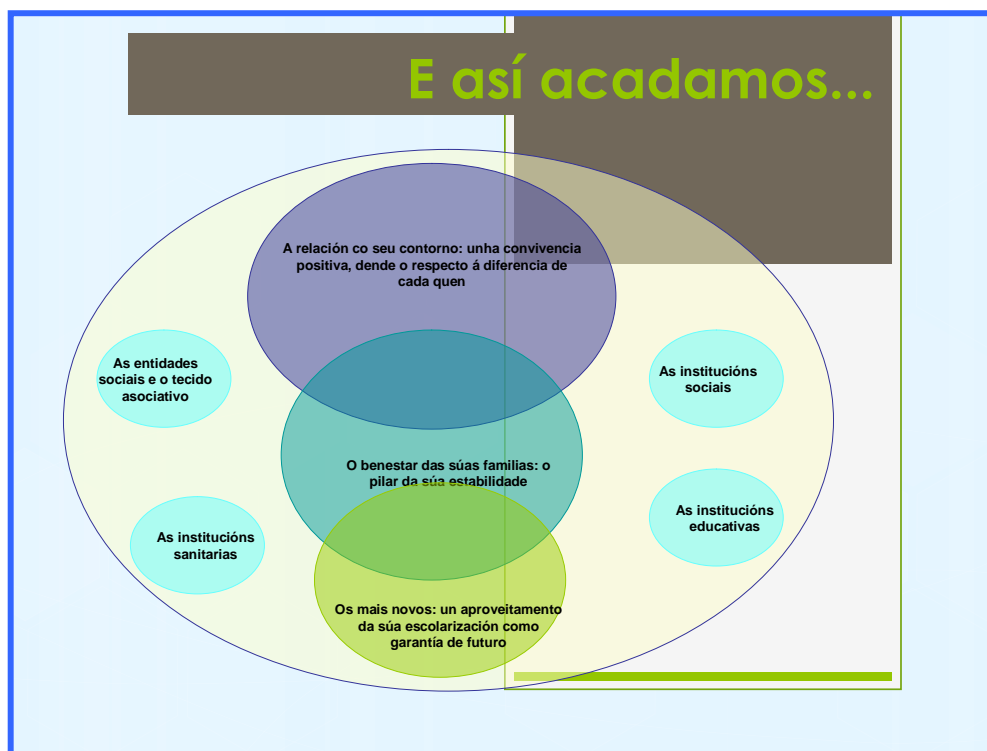 E así acadamos...
A relación co seu contorno: unha convivencia
positiva, dende o respecto á diferencia de
cada quen
As entidades
sociais e o tecido
asociativo
As institucións
sociais
O benestar das súas familias: o
pilar da súa estabilidade
As institucións
sanitarias
As institucións
educativas
Os mais novos: un aproveitamento
da súa escolarización como
garantía de futuro